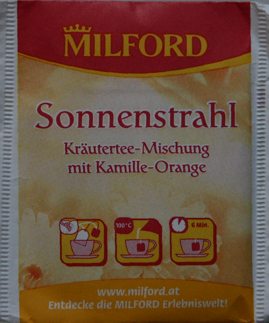 MILFORD
Sonnenstrahl
Kräutertee-Mischung
mit Kamille-Orange
100°C
6 Min.
www.milford.at
Entdecke die MILFORD Erlebniswelt!